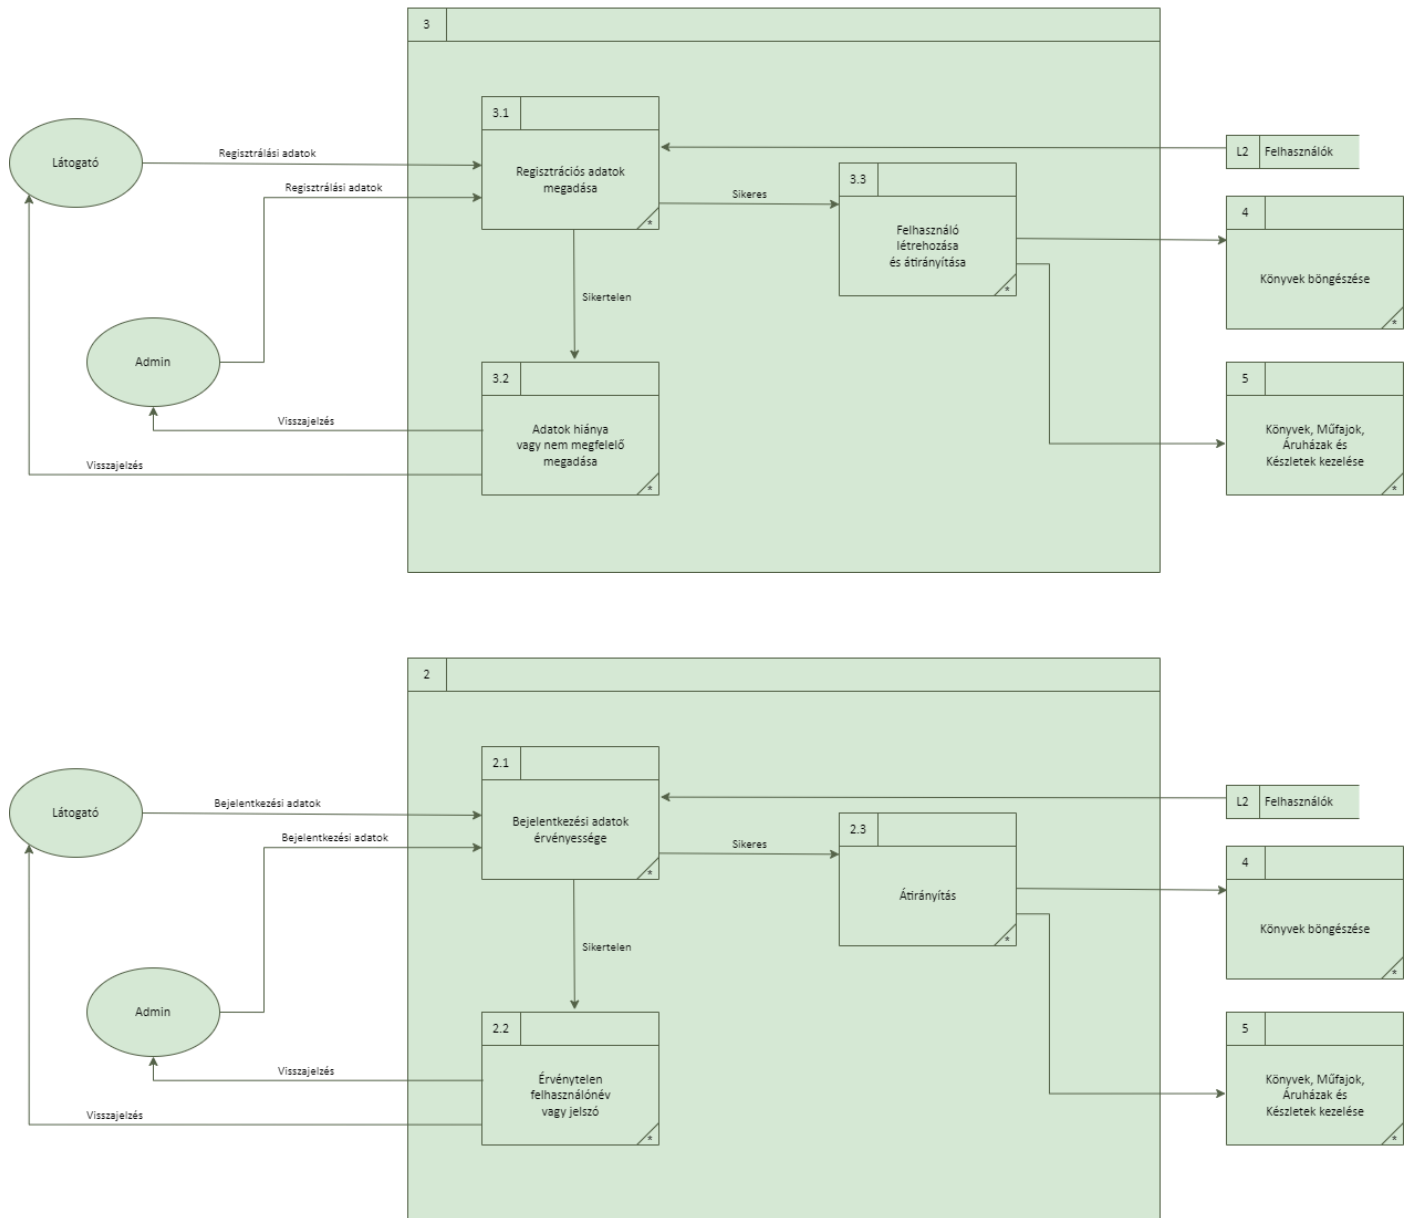 3
3.1
Regisztrációs adatok
megadása
*
Látogató
Regisztrálási adatok
Regisztrálási adatok
L2 Felhasználók
Sikeres
3.3
Felhasználó
létrehozása
és átirányítása
*
4
Könyvek böngészése
*
Sikertelen
Admin
3.2
Adatok hiánya
vagy nem megfelelő
megadása
*
Visszajelzés
Visszajelzés
5
Könyvek, Műfajok,
Áruházak és
Készletek kezelése
*
2
2.1
Bejelentkezési adatok
érvényessége
*
Látogató
Bejelentkezési adatok
Bejelentkezési adatok
L2 Felhasználók
Sikeres
2.3
Átirányítás
*
4
Könyvek böngészése
*
Sikertelen
Admin
2.2
Érvénytelen
felhasználónév
vagy jelszó
*
Visszajelzés
Visszajelzés
5
Könyvek, Műfajok,
Áruházak és
Készletek kezelése
*